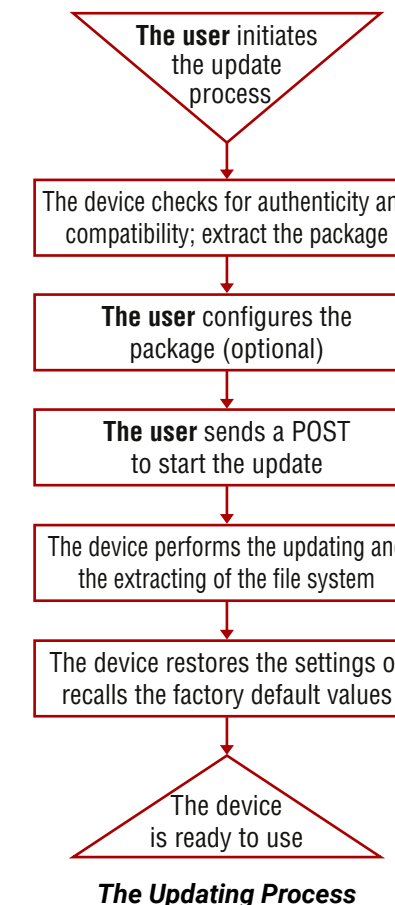 The user initiates
the update
process
The device checks for authenticity
compatibility; extract the package
The user configures the
package (optional)
The user sends a POST
to start the update
The device performs the updating
the extracting of the file system
The device restores the settings
recalls the factory default values
The device
is ready to use
The Updating Process